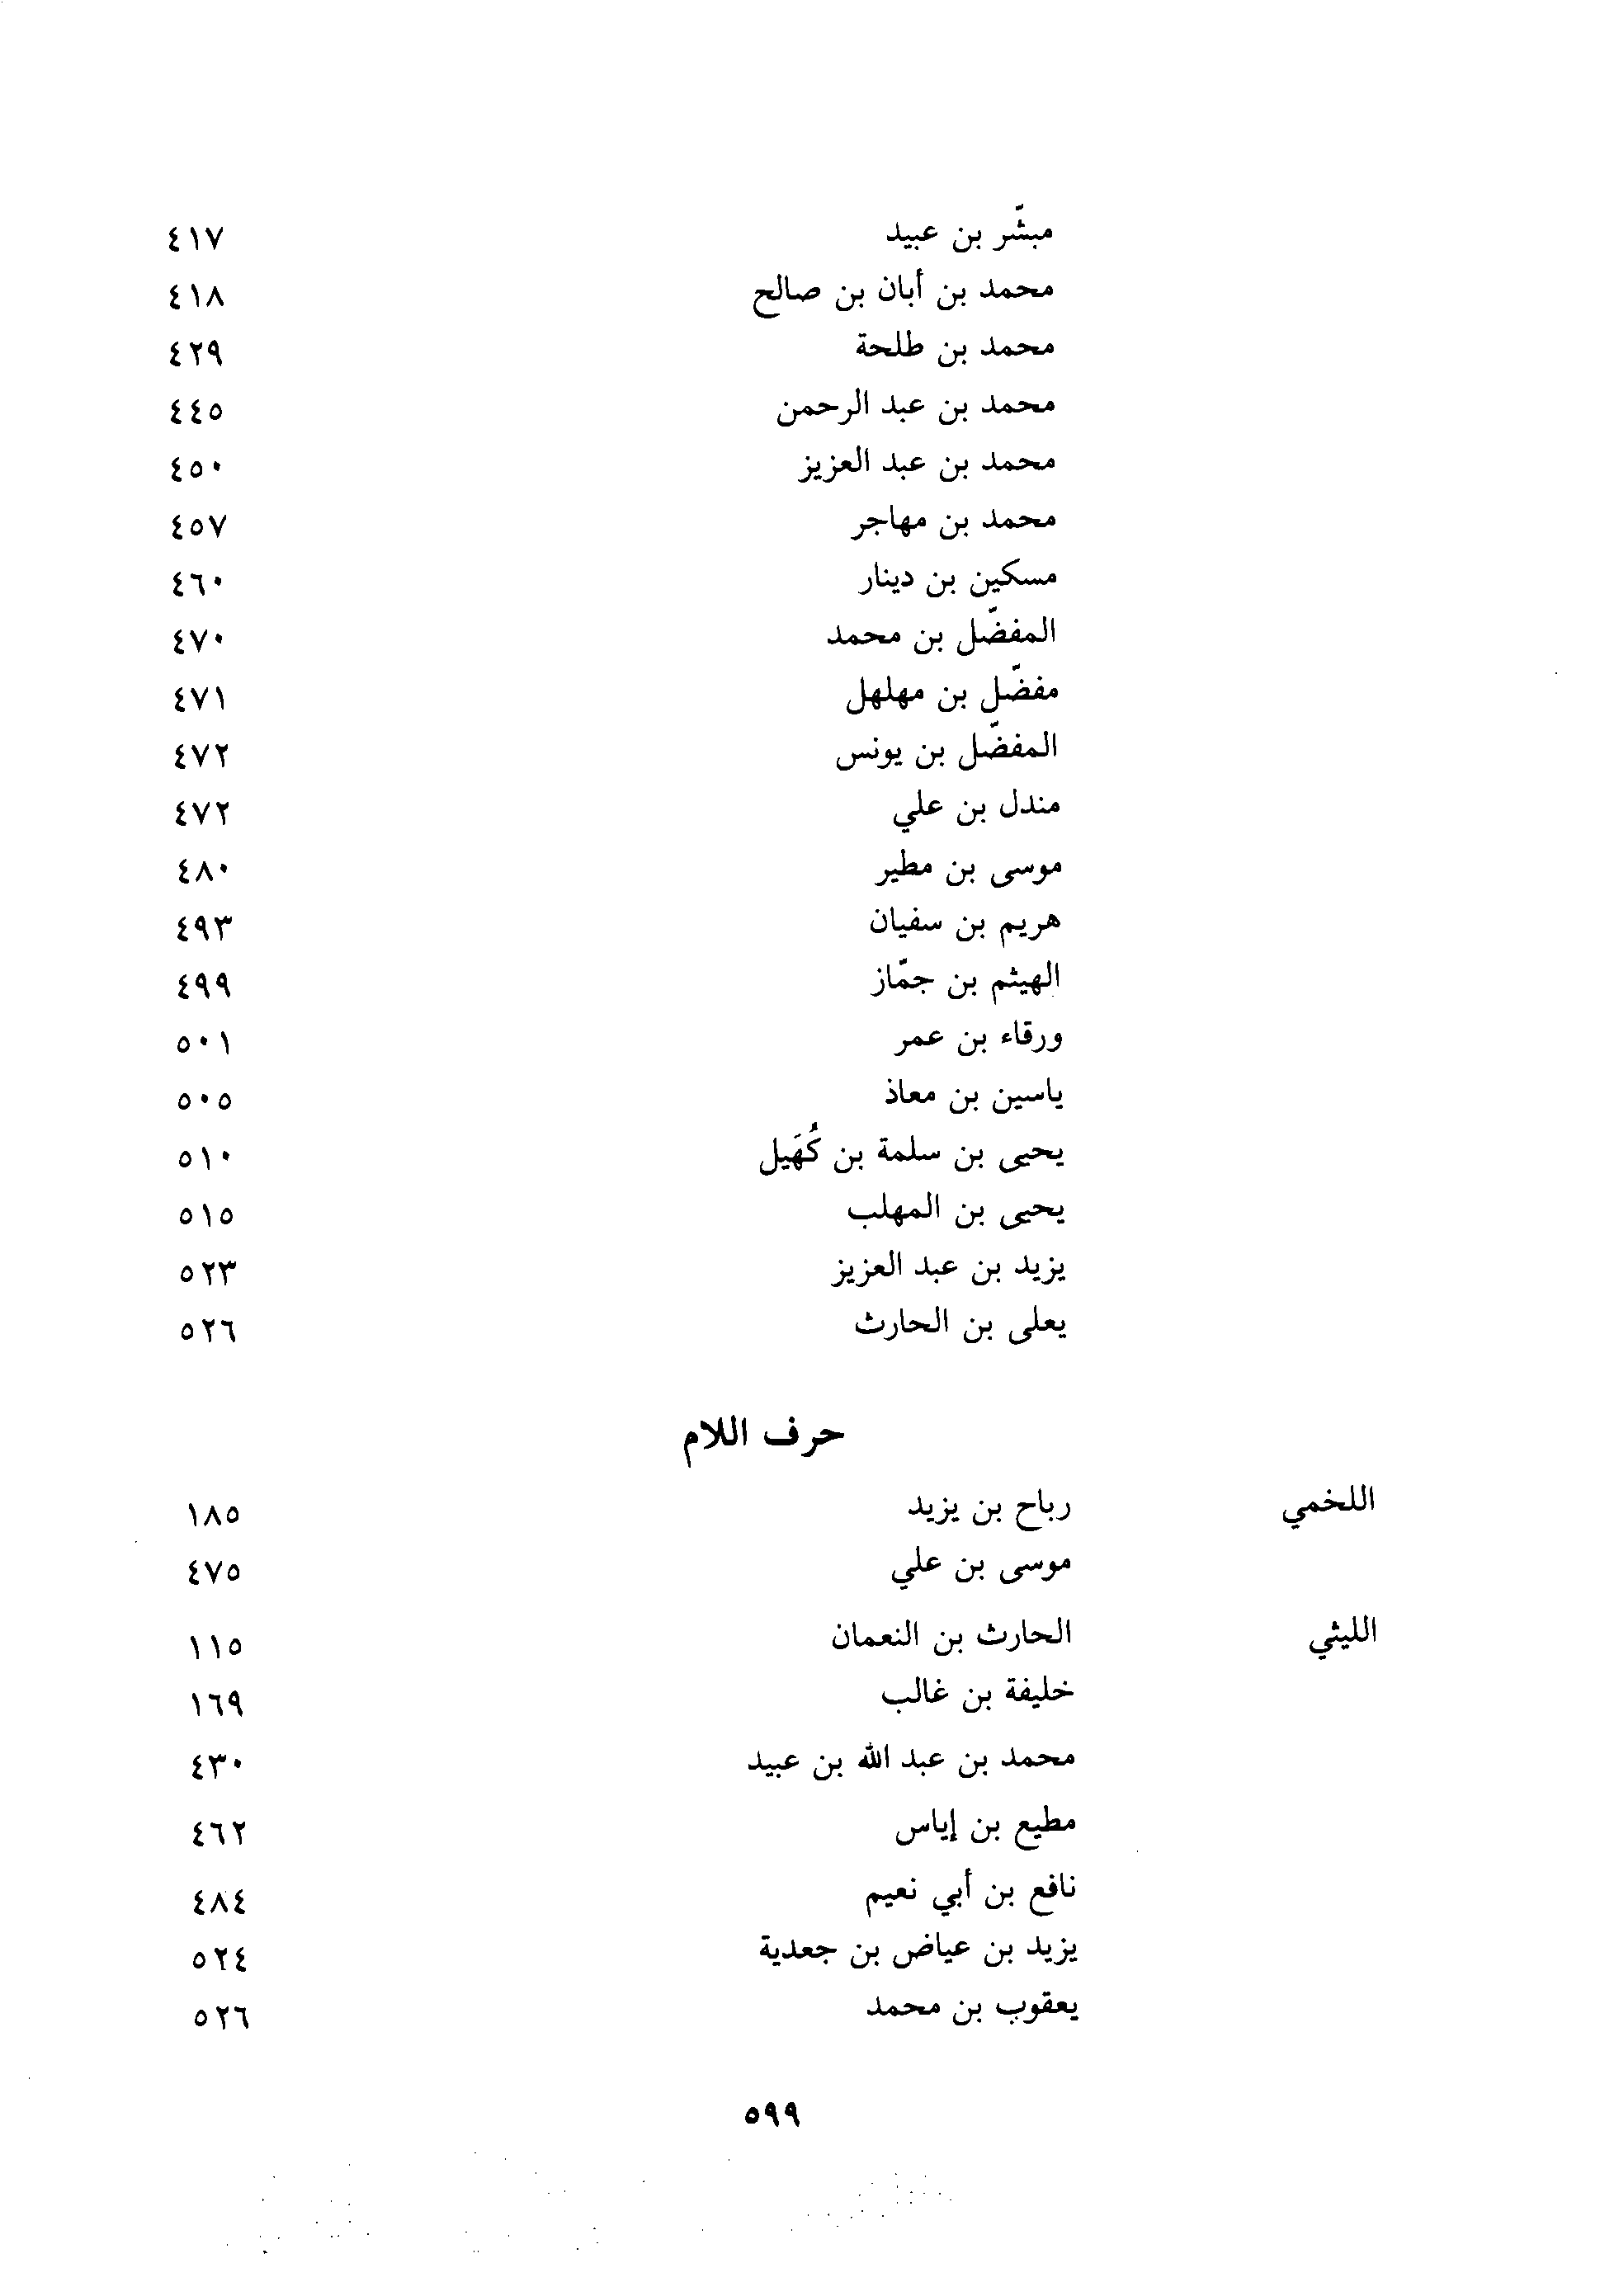 مبشّر بن عبيد ٤١٧
محمد بن أبان بن صالح ٤١٨
محمد بن طلحة ٤٢٩
محمد بن عبد الرحمن ٤٤٥
محمد بن عبد العزيز ٤٥٠
محمد بن مهاجر ٤٥٧
مسكين بن دينار ٤٦٠
المفضّل بن محمد ٤٧٠
مفضّل بن مهلهل ٤٧١
المفضّل بن يونس ٤٧٢
مندل بن علي ٤٧٢
موسى بن مطير ٤٨٠
هريم بن سفيان ٤٩٣
الهيثم بن جمّاز ٤٩٩
ورقاء بن عمر ٥٠١
ياسين بن معاذ ٥٠٥
يحيى بن سلمة بن كُهَيل ٥١٠
يحيى بن المهلب ٥١٥
يزيد بن عبد العزيز ٥٢٣
يعلى بن الحارث ٥٢٦
حرف اللام
اللخمي رباح بن يزيد ١٨٥
موسى بن علي ٤٧٥
الليثي الحارث بن النعمان ١١٥
خليفة بن غالب ١٦٩
محمد بن عبد الله بن عبيد ٤٣٠
مطيع بن إياس ٤٦٢
نافع بن أبي نعيم ٤٨٤
يزيد بن عياض بن جعدية ٥٢٤
يعقوب بن محمد ٥٢٦
٥٩٩